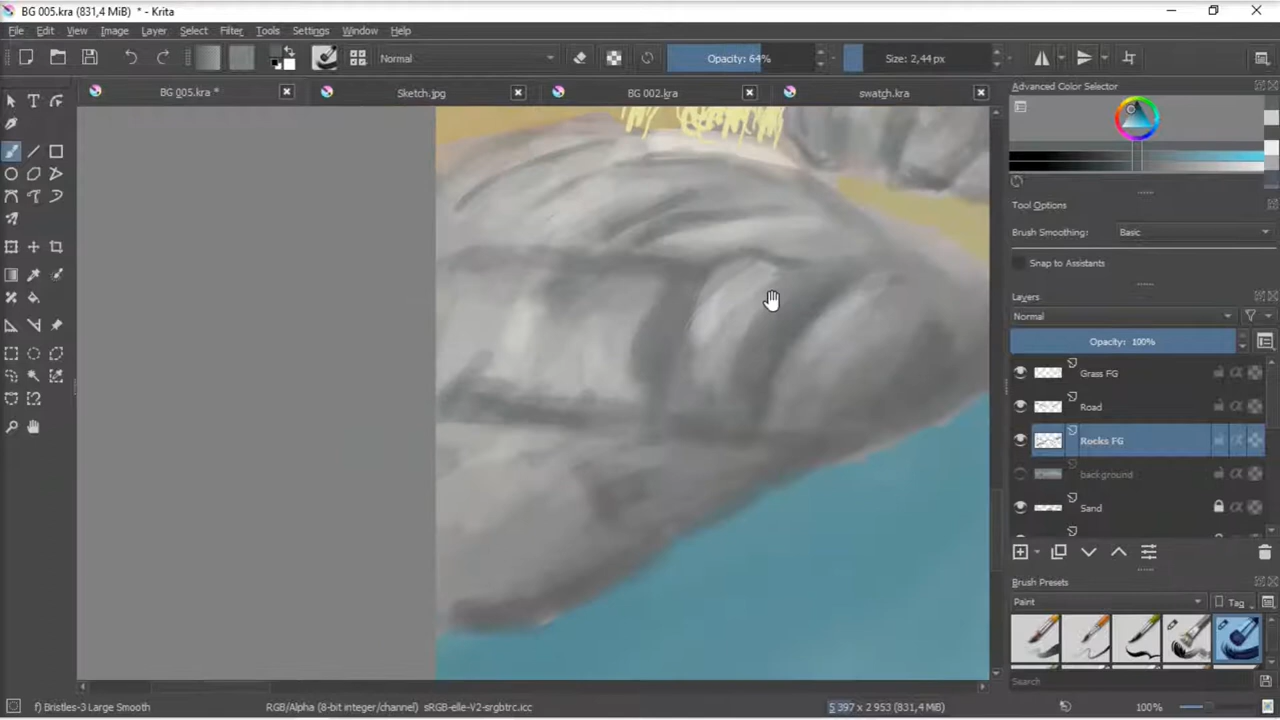 BG 005.kra (831,4 MiB) * - Krita
File Edit View Image Layer Filter Select Tools Settings Window Help
Normal
Opacity: 64%
Size: 2,44 px
BG 005.kra *
Sketch.jpg
BG 002.kra
swatch.kra
Advanced Color Selector
Tool Options
Brush Smoothing: Basic
Snap to Assistants
Layers
Normal
Opacity: 100%
Grass FG
Road
Rocks FG
background
Sand
Brush Presets
Paint
Tag
Search
f) Bristles-3 Large Smooth
RGB/Alpha (8-bit integer/channel) sRGB-elle-V2-srgbtrc.icc
5 397 x 2 953 (831,4 MiB)
100%